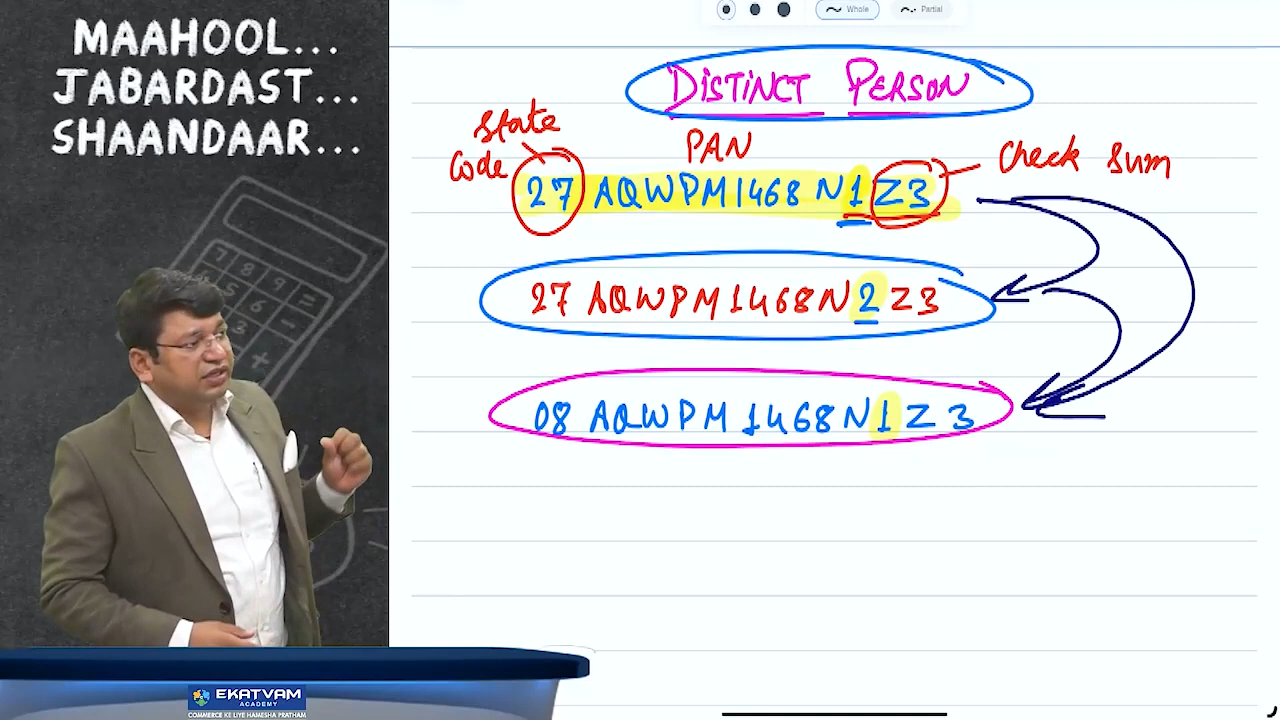 MAAHOOL...
JABARDAST...
SHAANDAAR...
Whole
Partial
DISTINCT PERSON
State
Code
PAN
Check Sum
27 AQWPM1468N1Z3
27 AQWPM1468N2Z3
08 AQWPM1468N1Z3
EKATVAM
ACADEMY
COMMERCE KE LIYE HAMESHA PRATHAM